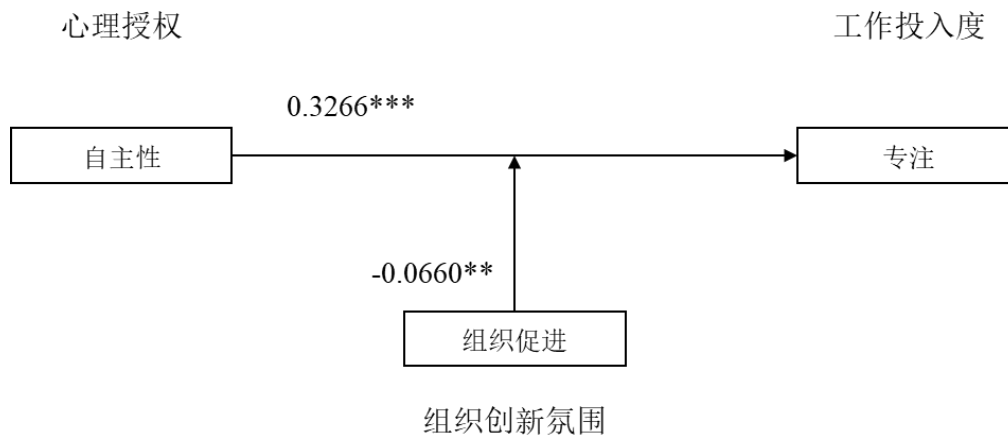 心理授权
工作投入度
0.3266***
自主性
专注
-0.0660**
组织促进
组织创新氛围